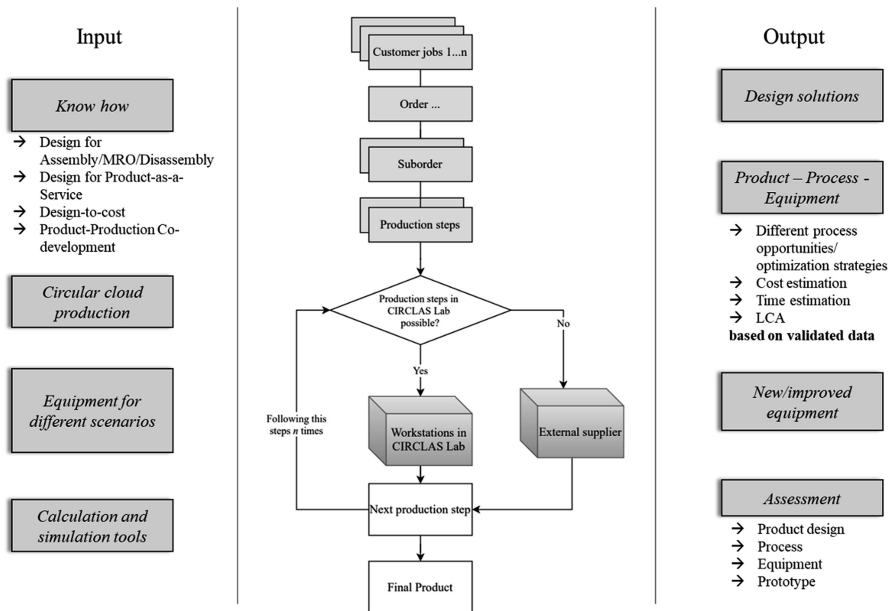 Input
Know how
→ Design for
Assembly/MRO/Disassembly
→ Design for Product-as-a-
Service
→ Design-to-cost
→ Product-Production Co-
development
Circular cloud
production
Equipment for
different scenarios
Calculation and
simulation tools
Customer jobs 1...n
Order ...
Suborder
Production steps
Production steps in
CIRCLAS Lab
possible?
No
Yes
Following this
steps n times
Workstations in
CIRCLAS Lab
External supplier
Next production step
Final Product
Output
Design solutions
Product – Process -
Equipment
→ Different process
opportunities/
optimization strategies
→ Cost estimation
→ Time estimation
→ LCA
based on validated data
New/improved
equipment
Assessment
→ Product design
→ Process
→ Equipment
→ Prototype